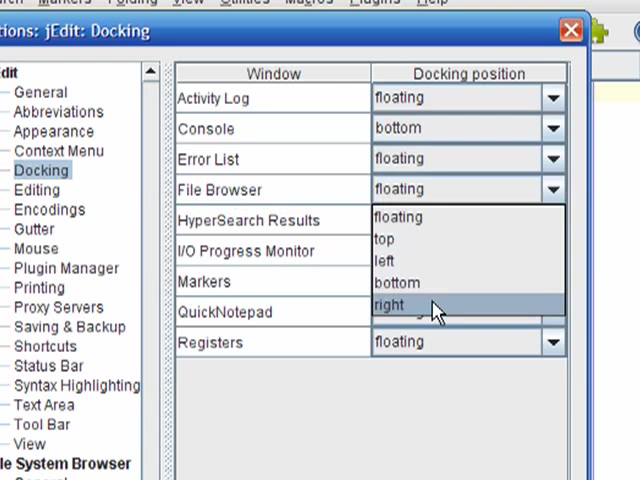 Markers Folding View Utilities Macros Plugins Help
tions: jEdit: Docking
Edit
General
Abbreviations
Appearance
Context Menu
Docking
Editing
Encodings
Gutter
Mouse
Plugin Manager
Printing
Proxy Servers
Saving & Backup
Shortcuts
Status Bar
Syntax Highlighting
Text Area
Tool Bar
View
le System Browser
Window Docking position
Activity Log floating
Console bottom
Error List floating
File Browser floating
HyperSearch Results
I/O Progress Monitor
Markers
QuickNotepad
Registers floating
floating
top
left
bottom
right